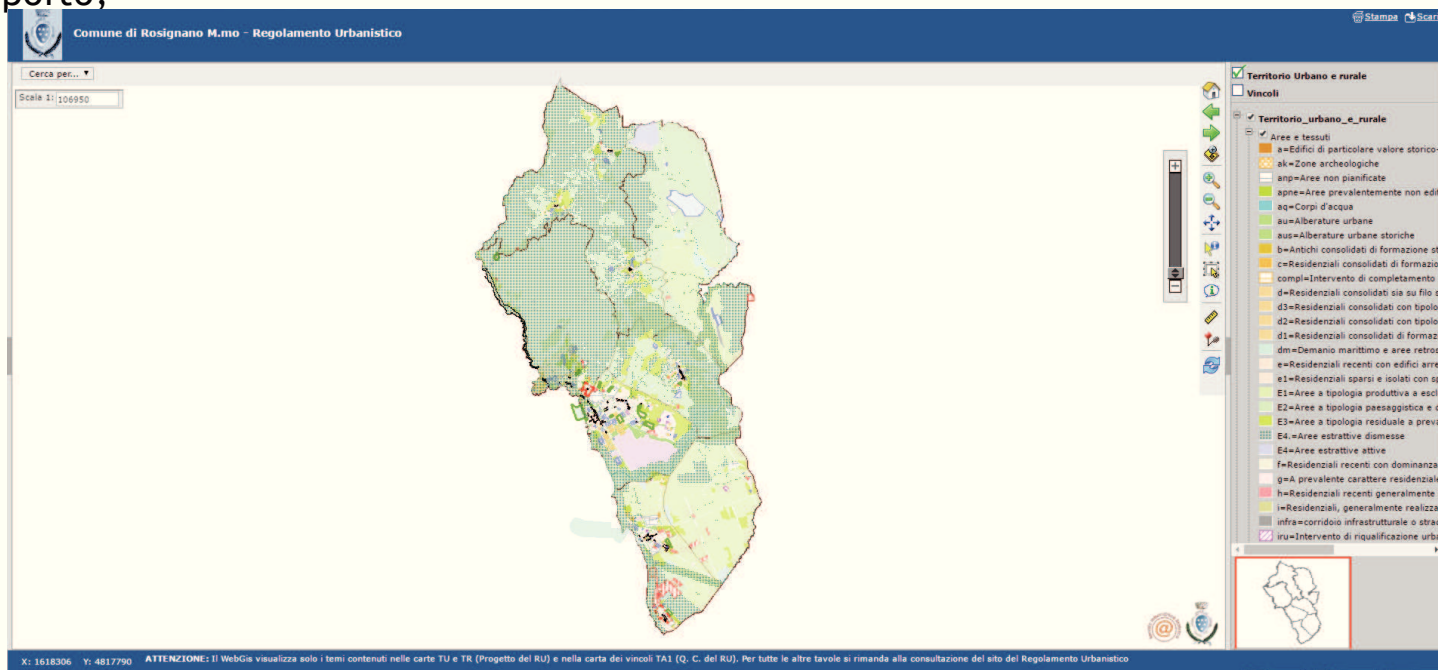 porto,
Stampa Scari
Comune di Rosignano M.mo - Regolamento Urbanistico
Cerca per... ▼
Scala 1: 106950
Territorio Urbano e rurale
Vincoli
Territorio_urbano_e_rurale
Aree e tessuti
a=Edifici di particolare valore storico-
ak=Zone archeologiche
anp=Aree non pianificate
apne=Aree prevalentemente non edif
aq=Corpi d'acqua
au=Alberature urbane
aus=Alberature urbane storiche
b=Antichi consolidati di formazione st
c=Residenziali consolidati di formazio
compl=Intervento di completamento
d=Residenziali consolidati sia su filo s
d3=Residenziali consolidati con tipolo
d2=Residenziali consolidati con tipolo
d1=Residenziali consolidati di formaz
dm=Demanio marittimo e aree retros
e=Residenziali recenti con edifici arre
e1=Residenziali sparsi e isolati con sp
E1=Aree a tipologia produttiva a escl
E2=Aree a tipologia paesaggistica e d
E3=Aree a tipologia residuale a preva
E4.=Aree estrattive dismesse
E4=Aree estrattive attive
f=Residenziali recenti con dominanza
g=A prevalente carattere residenziale
h=Residenziali recenti generalmente
i=Residenziali, generalmente realizza
infra=corridoio infrastrutturale o strad
iru=Intervento di riqualificazione urba
X: 1618306 Y: 4817790 ATTENZIONE: Il WebGis visualizza solo i temi contenuti nelle carte TU e TR (Progetto del RU) e nella carta dei vincoli TA1 (Q. C. del RU). Per tutte le altre tavole si rimanda alla consultazione del sito del Regolamento Urbanistico